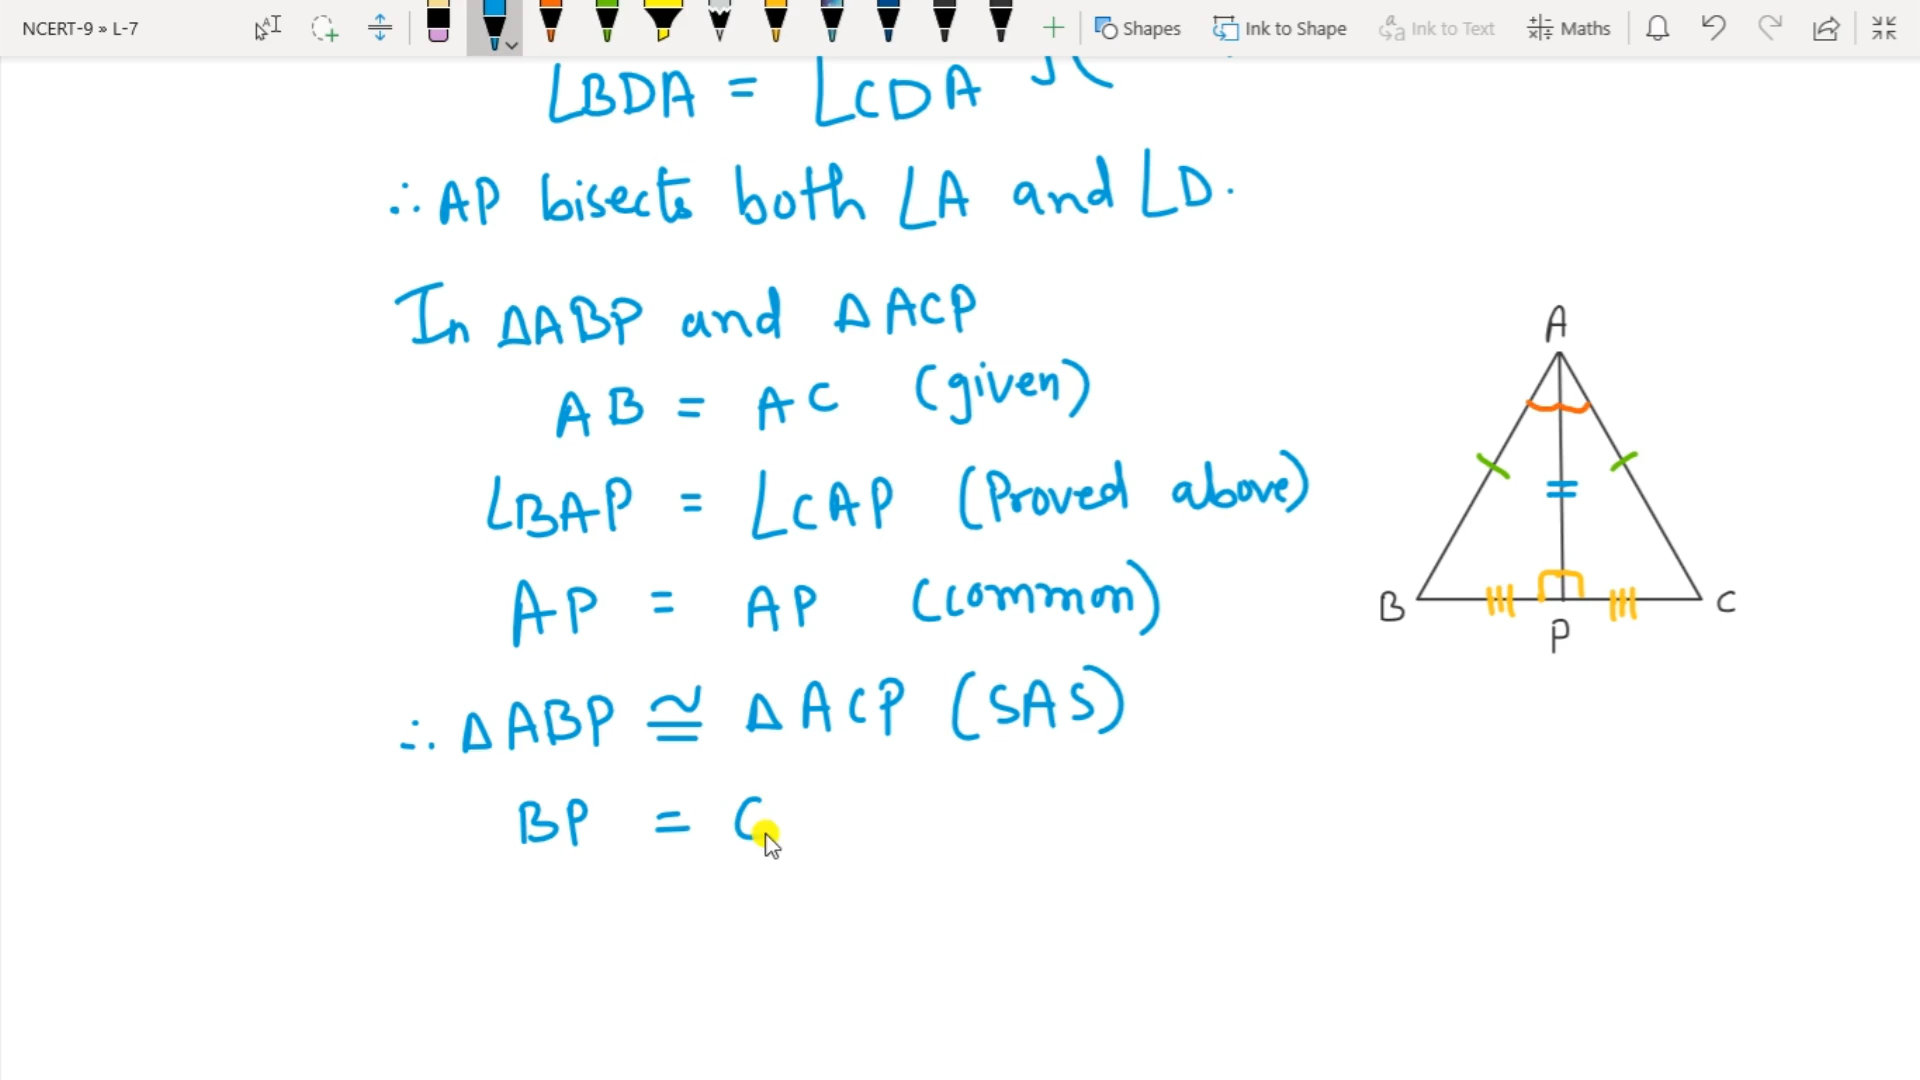 NCERT-9 » L-7
Shapes
Ink to Shape
Ink to Text
Maths
∠BDA = ∠CDA
∴ AP bisects both ∠A and ∠D.
In ΔABP and ΔACP
AB = AC (given)
∠BAP = ∠CAP (Proved above)
AP = AP (common)
∴ ΔABP ≅ ΔACP (SAS)
BP = C
A
B
P
C